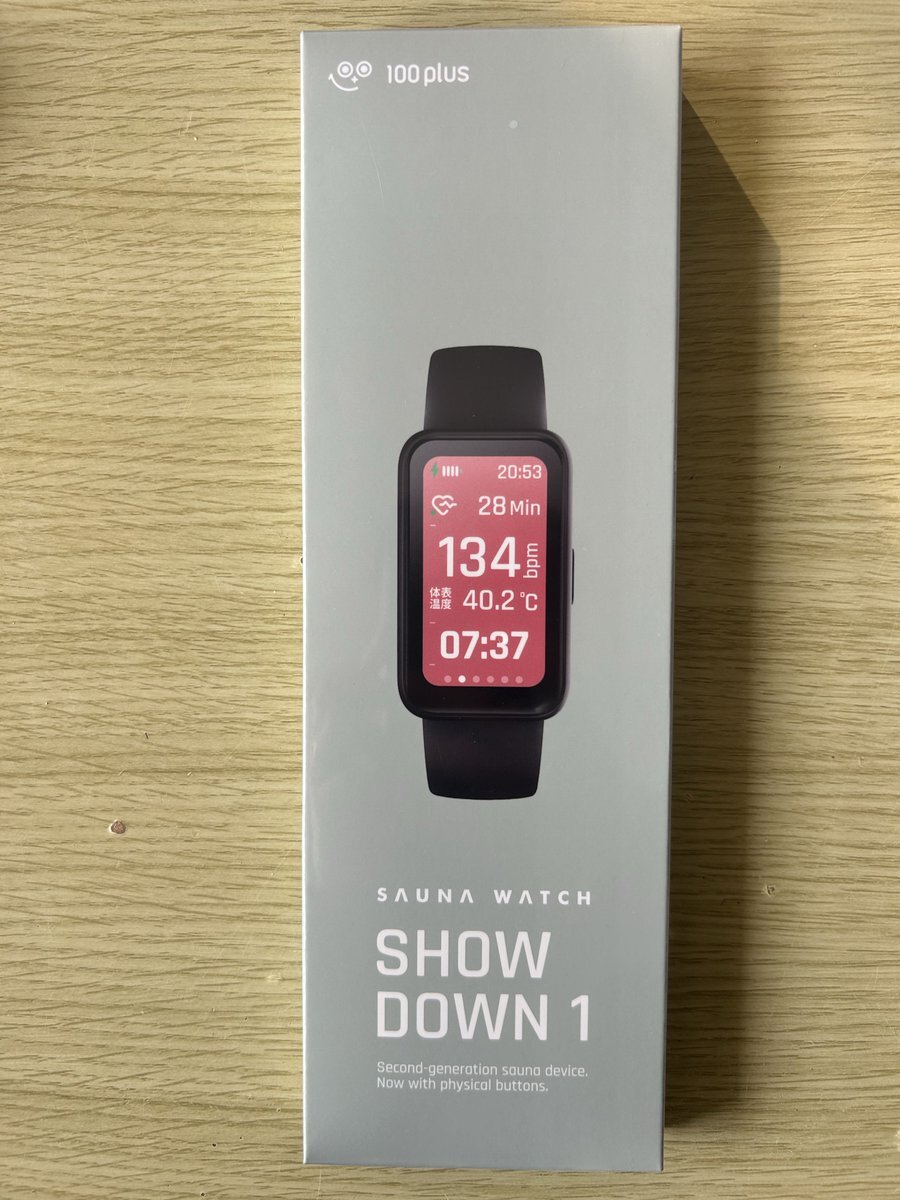 100plus
20:53
28 Min
134 bpm
体表
温度 40.2 °C
07:37
SAUNA WATCH
SHOW
DOWN 1
Second-generation sauna device.
Now with physical buttons.